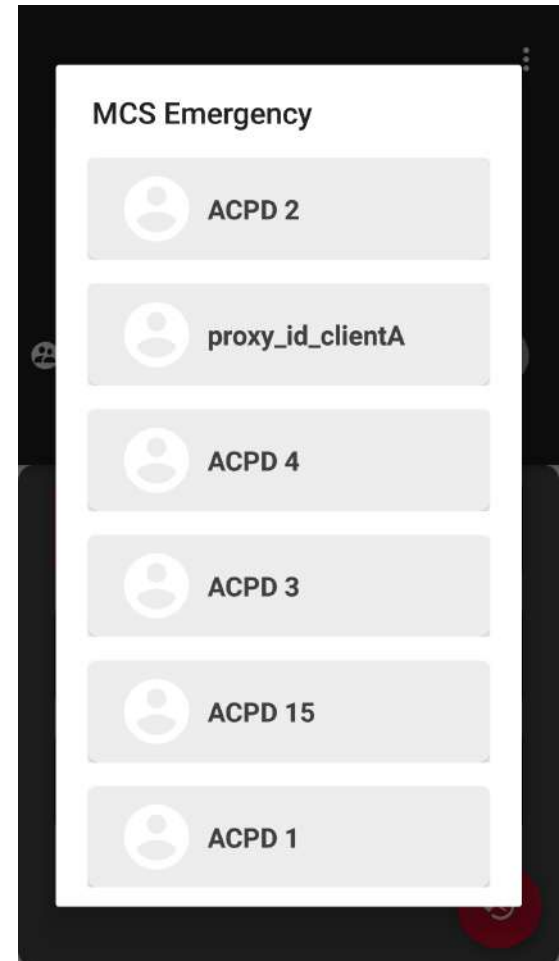 MCS Emergency
ACPD 2
proxy_id_clientA
ACPD 4
ACPD 3
ACPD 15
ACPD 1